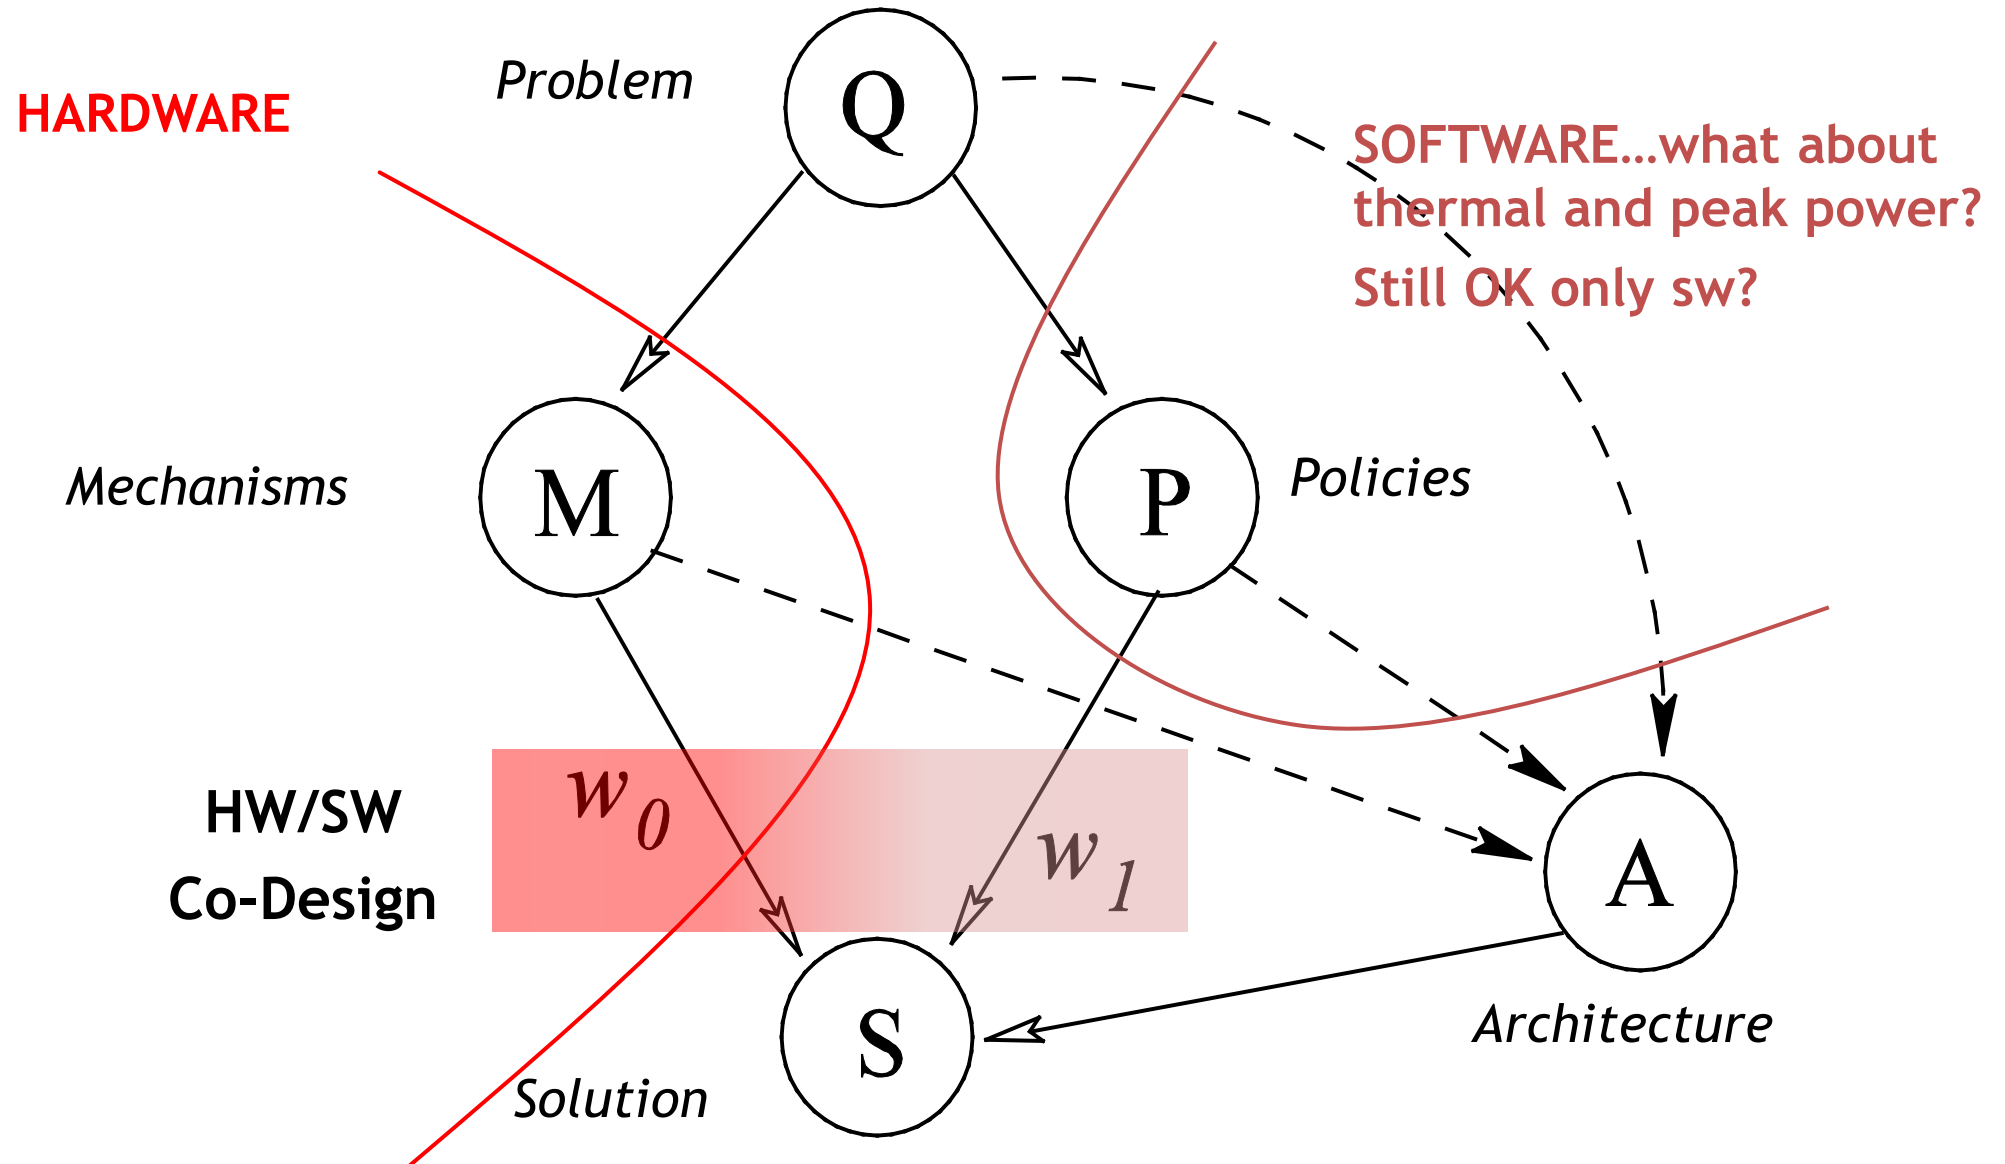 Problem
Q
HARDWARE
SOFTWARE...what about
thermal and peak power?
Still OK only sw?
Mechanisms
M
P
Policies
w0
HW/SW
Co-Design
w1
A
S
Architecture
Solution